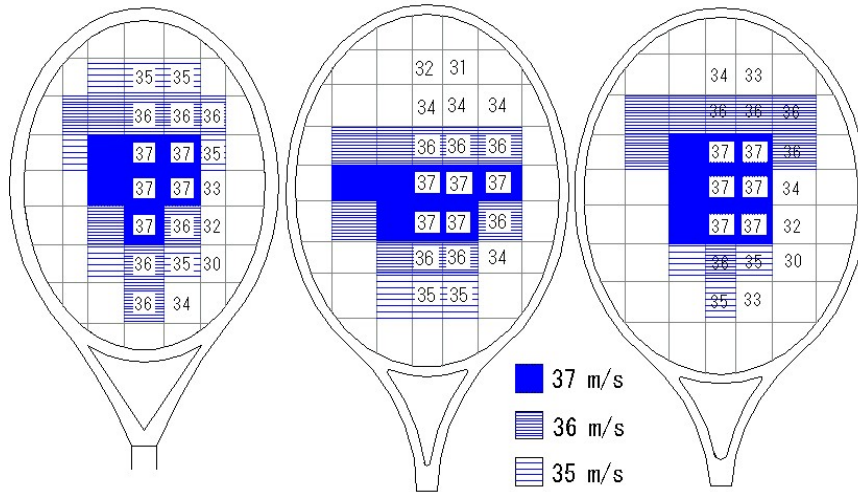 35 35
36 36 36
37 37 35
37 37 33
37 36 32
36 35 30
36 34
32 31
34 34 34
36 36 36
37 37 37
37 37 36
36 36 34
35 35
34 33
36 36 36
37 37 36
37 37 34
37 37 32
36 35 30
35 33
37 m/s
36 m/s
35 m/s